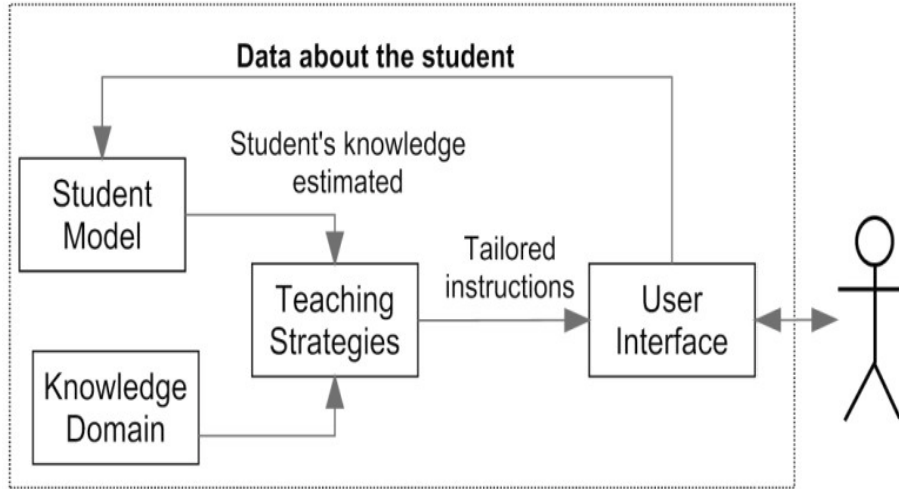 Data about the student
Student's knowledge
estimated
Student
Model
Tailored
instructions
Teaching
Strategies
User
Interface
Knowledge
Domain